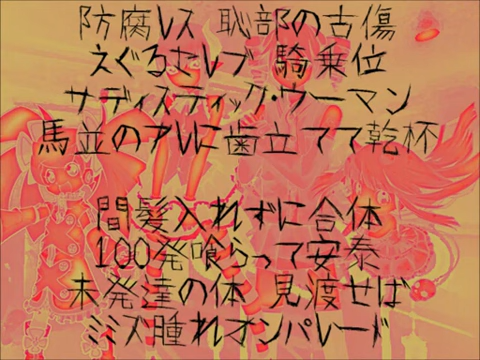 防腐レス 恥部の古傷
えぐるセレブ 騎乗位
サディスティック・ウーマン
馬並のアレに歯立てて乾杯
間髪入れずに合体
100発喰らって安泰
未発達の体 見渡せば
ミミズ腫れオンパレード